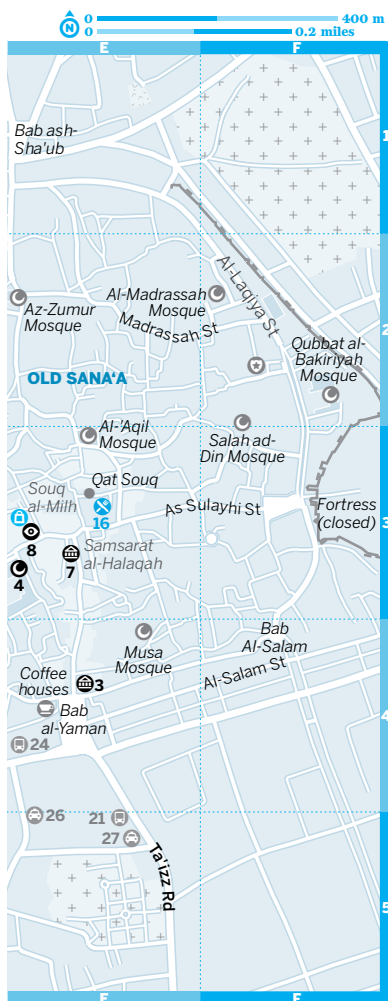 N
0
400 m
0
0.2 miles
E
F
1
Bab ash-
Sha'ub
Al-Laqiya St
Al-Madrassah
Mosque
Az-Zumur
Mosque
Madrassah St
2
Qubbat al-
Bakiriyah
Mosque
OLD SANA'A
Al-'Aqil
Mosque
Salah ad-
Din Mosque
Qat Souq
Souq
al-Milh
16
As Sulayhi St
Fortress
(closed)
3
8
Samsarat
al-Halaqah
7
4
Musa
Mosque
Bab
Al-Salam
Al-Salam St
Coffee
houses
3
Bab
al-Yaman
4
24
26
21
27
Ta'izz Rd
5
E
F